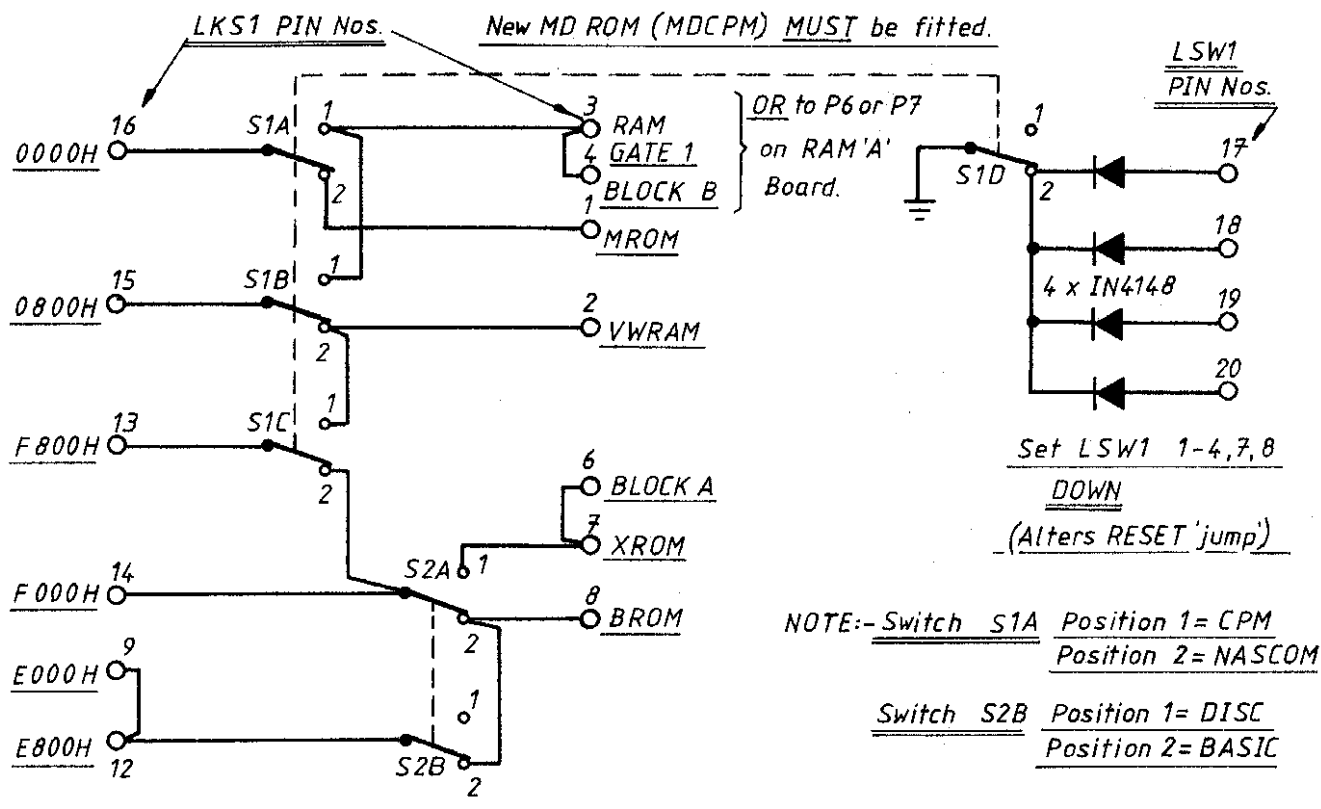 LKS1 PIN Nos.
New MD ROM (MDCPM) MUST be fitted.
LSW1
PIN Nos.
16
0000H
S1A
1
2
3
RAM
4
GATE 1
BLOCK B
OR to P6 or P7
on RAM 'A'
Board.
1
MROM
S1D
1
2
17
18
4 x IN4148
19
20
15
0800H
S1B
1
2
2
VWRAM
13
F800H
S1C
1
2
6
BLOCK A
7
XROM
Set LSW1 1-4,7,8
DOWN
(Alters RESET 'jump')
14
F000H
S2A
1
2
8
BROM
9
E000H
E800H
12
S2B
1
2
NOTE:- Switch S1A Position 1 = CPM
Position 2 = NASCOM
Switch S2B Position 1 = DISC
Position 2 = BASIC